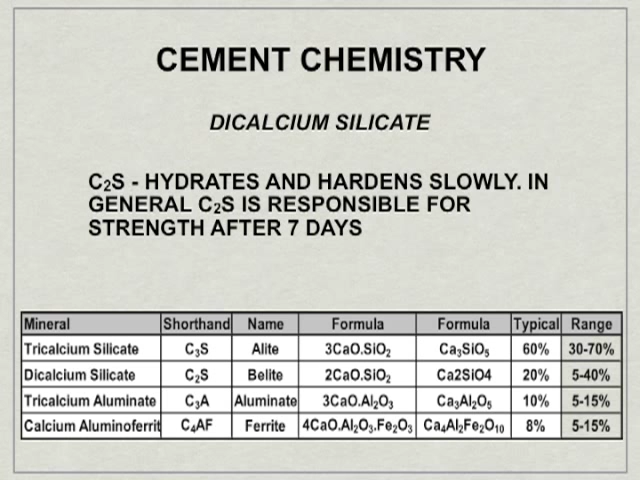 CEMENT CHEMISTRY
DICALCIUM SILICATE
C₂S - HYDRATES AND HARDENS SLOWLY. IN
GENERAL C₂S IS RESPONSIBLE FOR
STRENGTH AFTER 7 DAYS
Mineral Shorthand Name Formula Formula Typical Range
Tricalcium Silicate C₃S Alite 3CaO.SiO₂ Ca₃SiO₅ 60% 30-70%
Dicalcium Silicate C₂S Belite 2CaO.SiO₂ Ca2SiO4 20% 5-40%
Tricalcium Aluminate C₃A Aluminate 3CaO.Al₂O₃ Ca₃Al₂O₅ 10% 5-15%
Calcium Aluminoferrit C₄AF Ferrite 4CaO.Al₂O₃.Fe₂O₃ Ca₄Al₂Fe₂O₁₀ 8% 5-15%